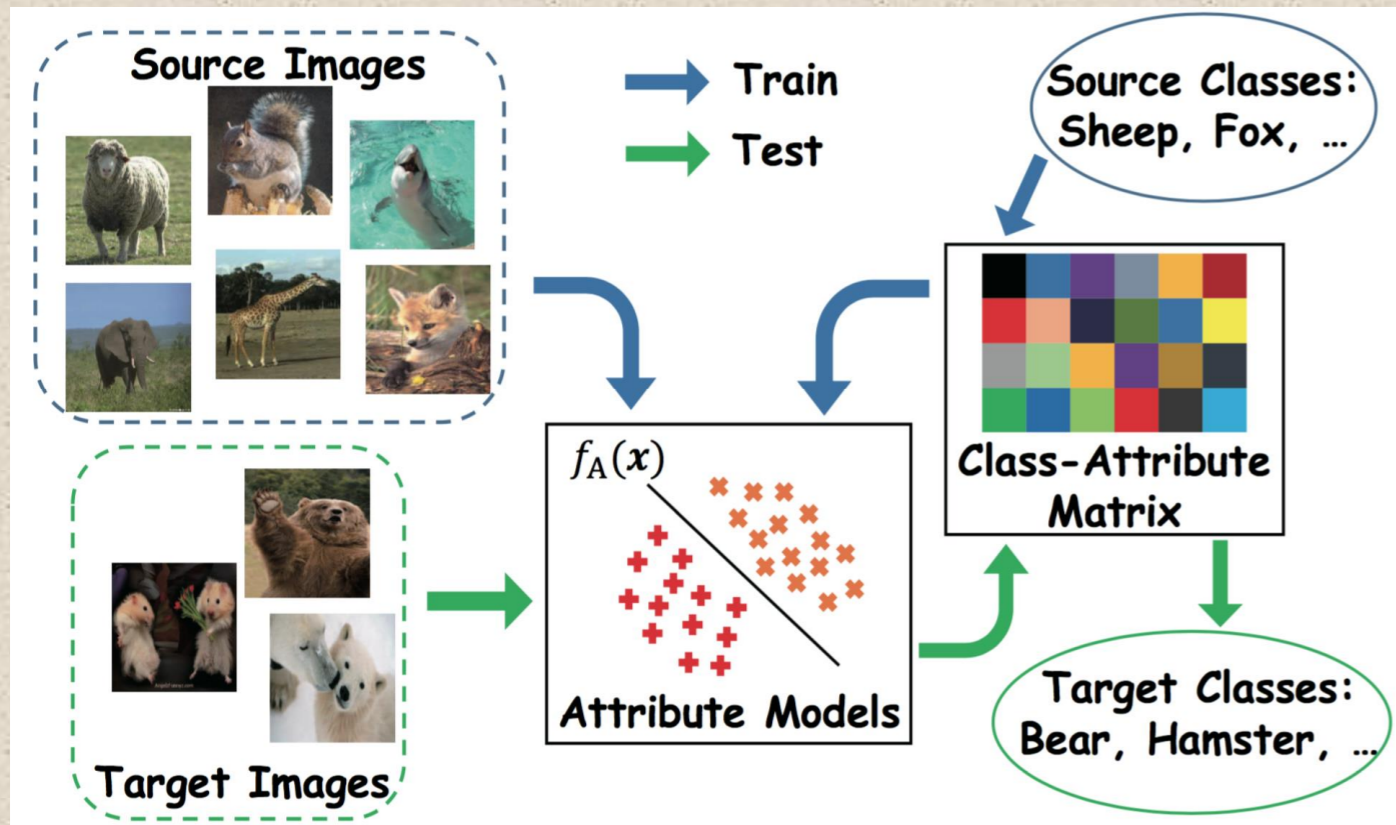 Source Images
Train
Test
Source Classes:
Sheep, Fox, ...
Class-Attribute
Matrix
f_A(x)
Attribute Models
Target Images
Target Classes:
Bear, Hamster, ...